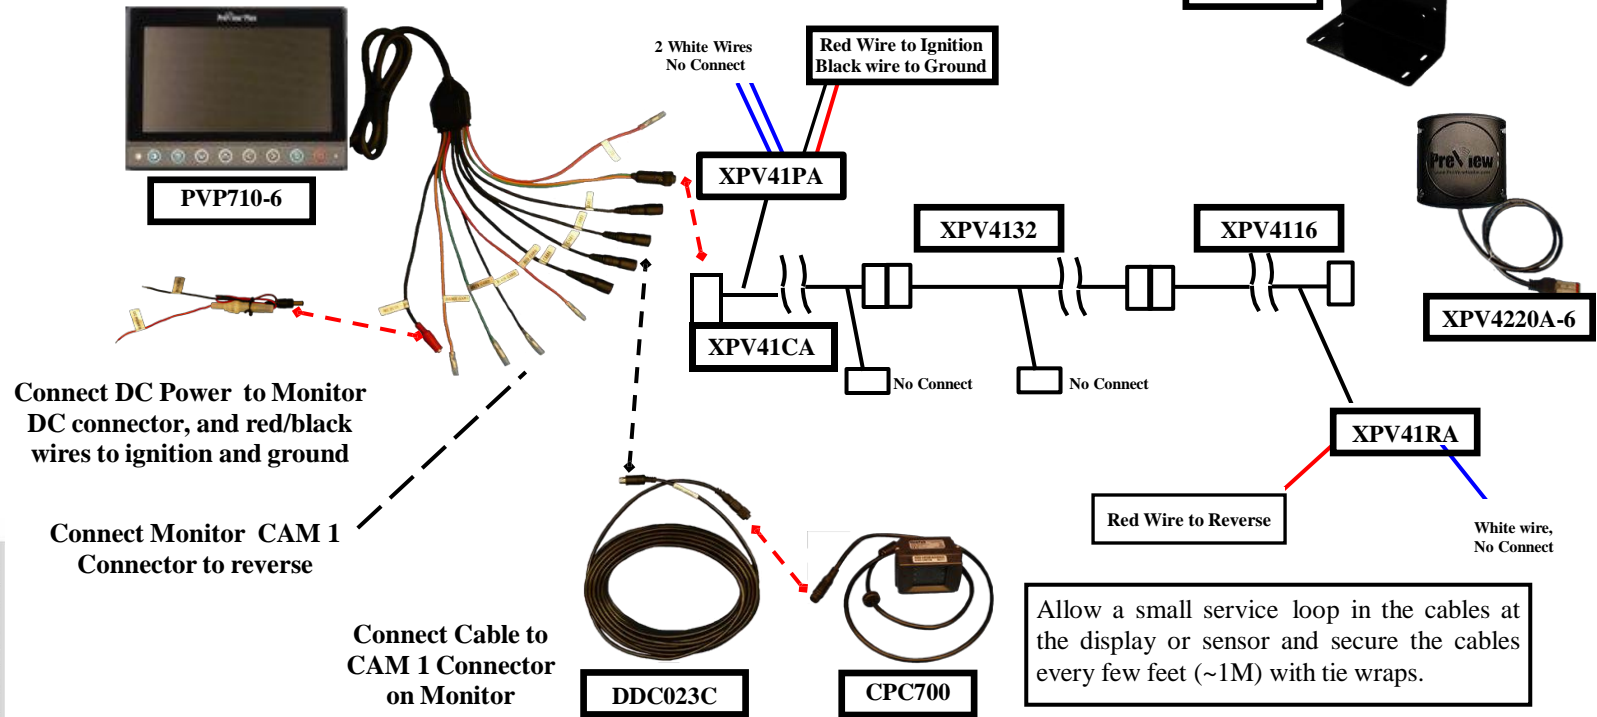 PreView Plus
2 White Wires
No Connect
Red Wire to Ignition
Black wire to Ground
PVP710-6
XPV41PA
XPV4132
XPV4116
PreView
XPV4220A-6
XPV41CA
No Connect
No Connect
Connect DC Power to Monitor
DC connector, and red/black
wires to ignition and ground
XPV41RA
Red Wire to Reverse
White wire,
No Connect
Connect Monitor CAM 1
Connector to reverse
Connect Cable to
CAM 1 Connector
on Monitor
DDC023C
CPC700
Allow a small service loop in the cables at
the display or sensor and secure the cables
every few feet (~1M) with tie wraps.